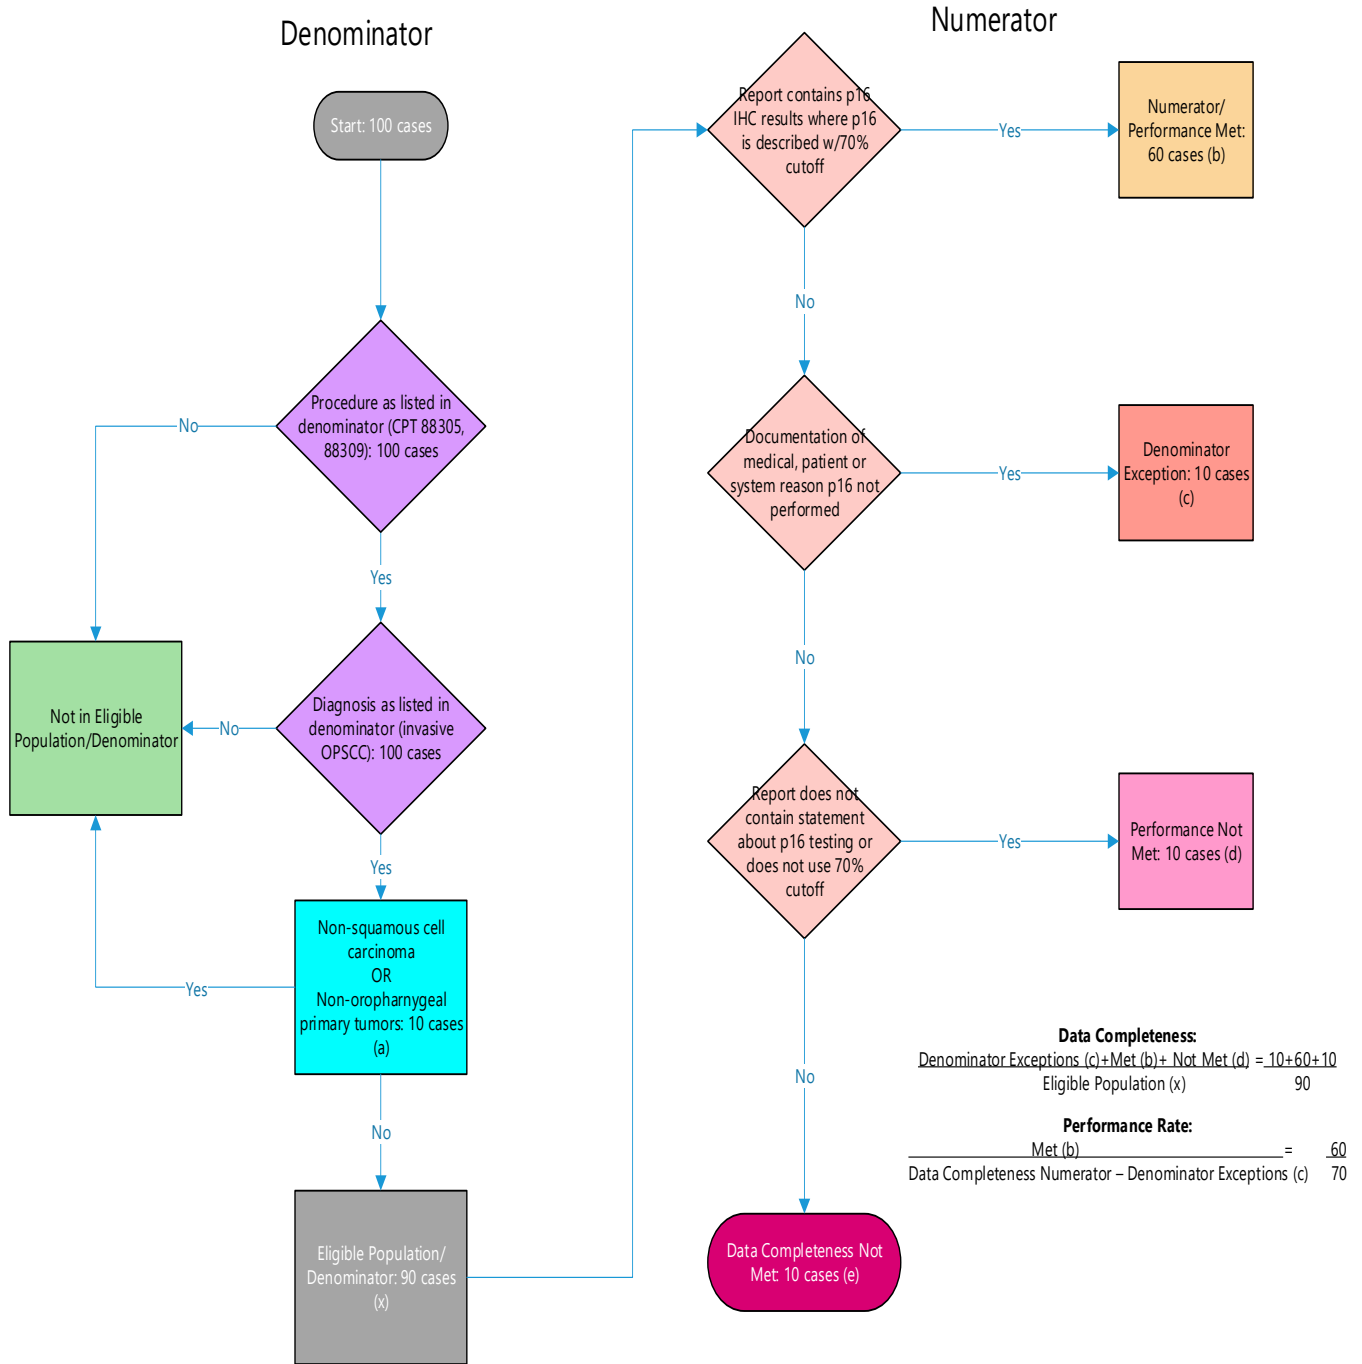 Denominator
Start: 100 cases
Procedure as listed in
denominator (CPT 88305,
88309): 100 cases
No
Yes
Diagnosis as listed in
denominator (invasive
OPSCC): 100 cases
No
Not in Eligible
Population/Denominator
Yes
Non-squamous cell
carcinoma
OR
Non-oropharnygeal
primary tumors: 10 cases
(a)
Yes
No
Eligible Population/
Denominator: 90 cases
(x)
Numerator
Report contains p16
IHC results where p16
is described w/70%
cutoff
Yes
Numerator/
Performance Met:
60 cases (b)
No
Documentation of
medical, patient or
system reason p16 not
performed
Yes
Denominator
Exception: 10 cases
(c)
No
Report does not
contain statement
about p16 testing or
does not use 70%
cutoff
Yes
Performance Not
Met: 10 cases (d)
No
Data Completeness Not
Met: 10 cases (e)
Data Completeness:
Denominator Exceptions (c)+Met (b)+ Not Met (d) = 10+60+10
Eligible Population (x) 90
Performance Rate:
Met (b) = 60
Data Completeness Numerator – Denominator Exceptions (c) 70